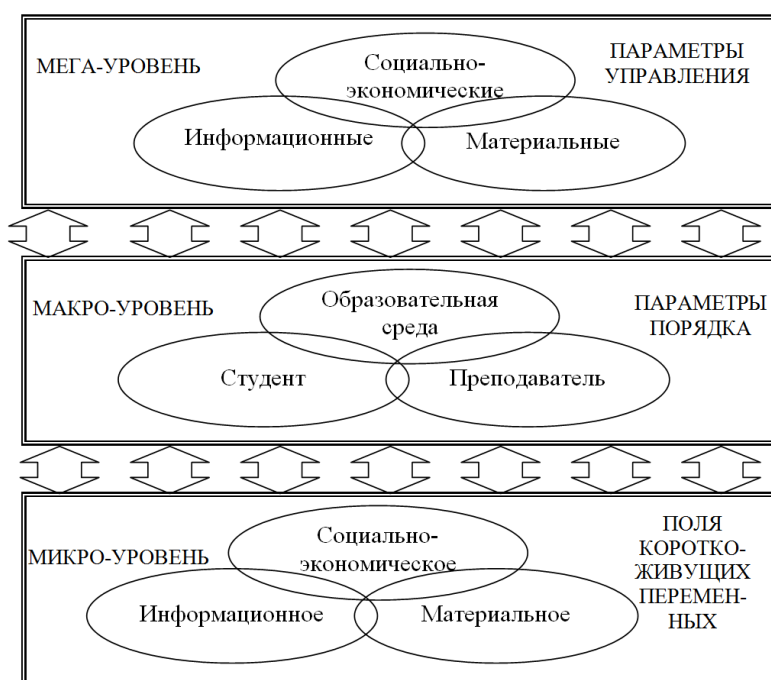 МЕГА-УРОВЕНЬ
Социально-
экономические
ПАРАМЕТРЫ
УПРАВЛЕНИЯ
Информационные
Материальные
МАКРО-УРОВЕНЬ
Образовательная
среда
ПАРАМЕТРЫ
ПОРЯДКА
Студент
Преподаватель
МИКРО-УРОВЕНЬ
Социально-
экономическое
ПОЛЯ
КОРОТКО-
ЖИВУЩИХ
ПЕРЕМЕН-
НЫХ
Информационное
Материальное